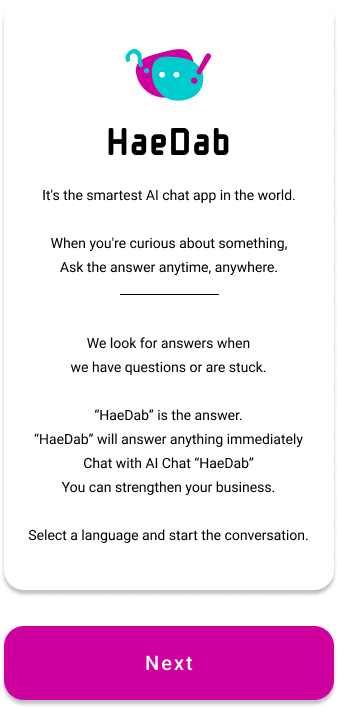 HaeDab
It's the smartest AI chat app in the world.
When you're curious about something,
Ask the answer anytime, anywhere.
We look for answers when
we have questions or are stuck.
“HaeDab” is the answer.
“HaeDab” will answer anything immediately
Chat with AI Chat “HaeDab”
You can strengthen your business.
Select a language and start the conversation.
Next